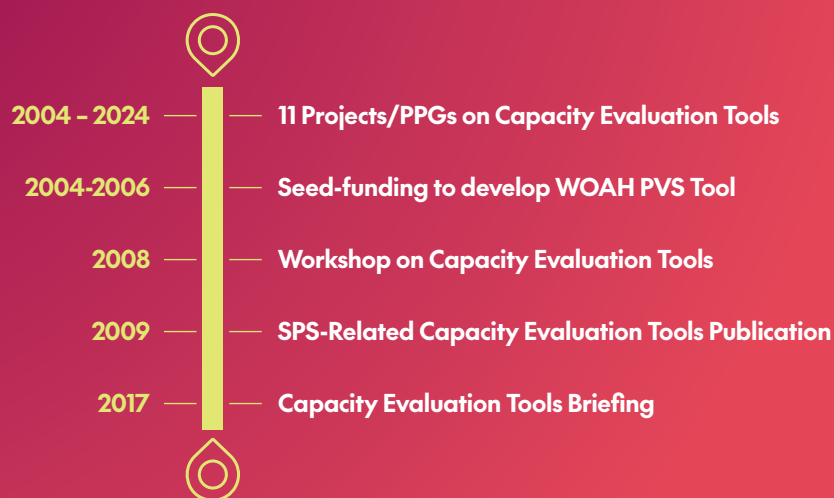 2004 – 2024 11 Projects/PPGs on Capacity Evaluation Tools
2004-2006 Seed-funding to develop WOAH PVS Tool
2008 Workshop on Capacity Evaluation Tools
2009 SPS-Related Capacity Evaluation Tools Publication
2017 Capacity Evaluation Tools Briefing